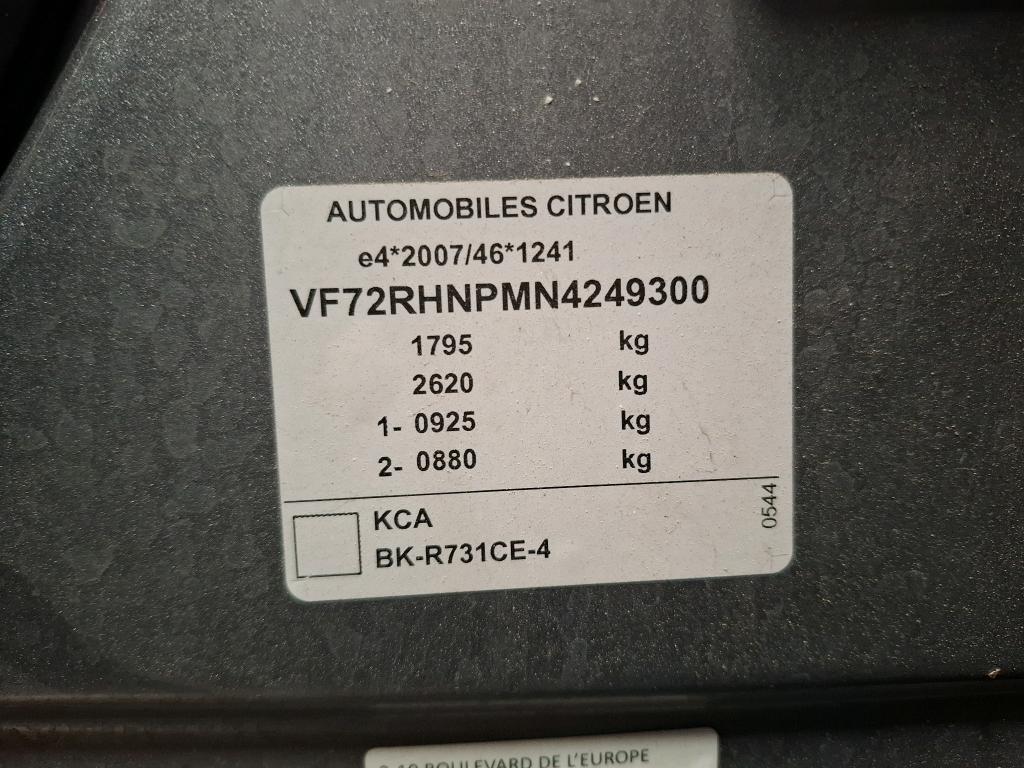 AUTOMOBILES CITROEN
e4*2007/46*1241
VF72RHNPMN4249300
1795 kg
2620 kg
1- 0925 kg
2- 0880 kg
0544
KCA
BK-R731CE-4
BOULEVARD DE L'EUROPE